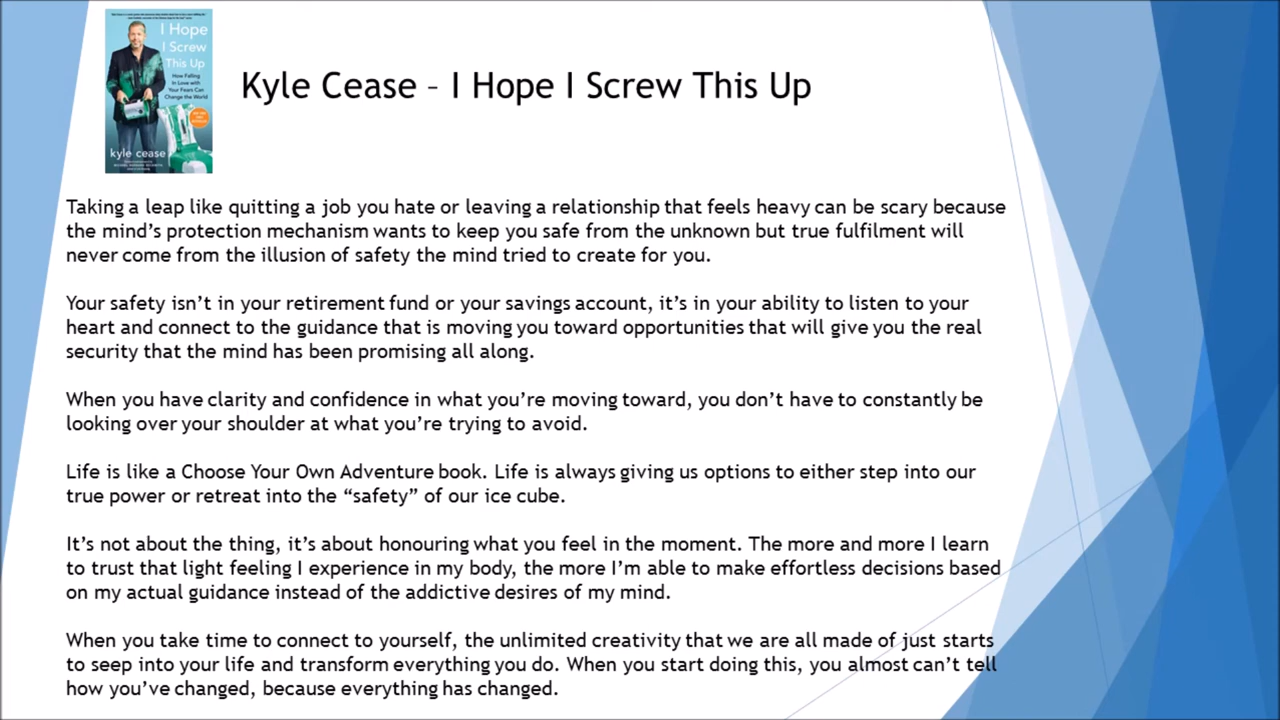 I Hope
I Screw
This Up
How Falling
In Love with
Your Fears Can
Change the World
kyle cease
Kyle Cease – I Hope I Screw This Up
Taking a leap like quitting a job you hate or leaving a relationship that feels heavy can be scary because
the mind’s protection mechanism wants to keep you safe from the unknown but true fulfilment will
never come from the illusion of safety the mind tried to create for you.
Your safety isn’t in your retirement fund or your savings account, it’s in your ability to listen to your
heart and connect to the guidance that is moving you toward opportunities that will give you the real
security that the mind has been promising all along.
When you have clarity and confidence in what you’re moving toward, you don’t have to constantly be
looking over your shoulder at what you’re trying to avoid.
Life is like a Choose Your Own Adventure book. Life is always giving us options to either step into our
true power or retreat into the “safety” of our ice cube.
It’s not about the thing, it’s about honouring what you feel in the moment. The more and more I learn
to trust that light feeling I experience in my body, the more I’m able to make effortless decisions based
on my actual guidance instead of the addictive desires of my mind.
When you take time to connect to yourself, the unlimited creativity that we are all made of just starts
to seep into your life and transform everything you do. When you start doing this, you almost can’t tell
how you’ve changed, because everything has changed.